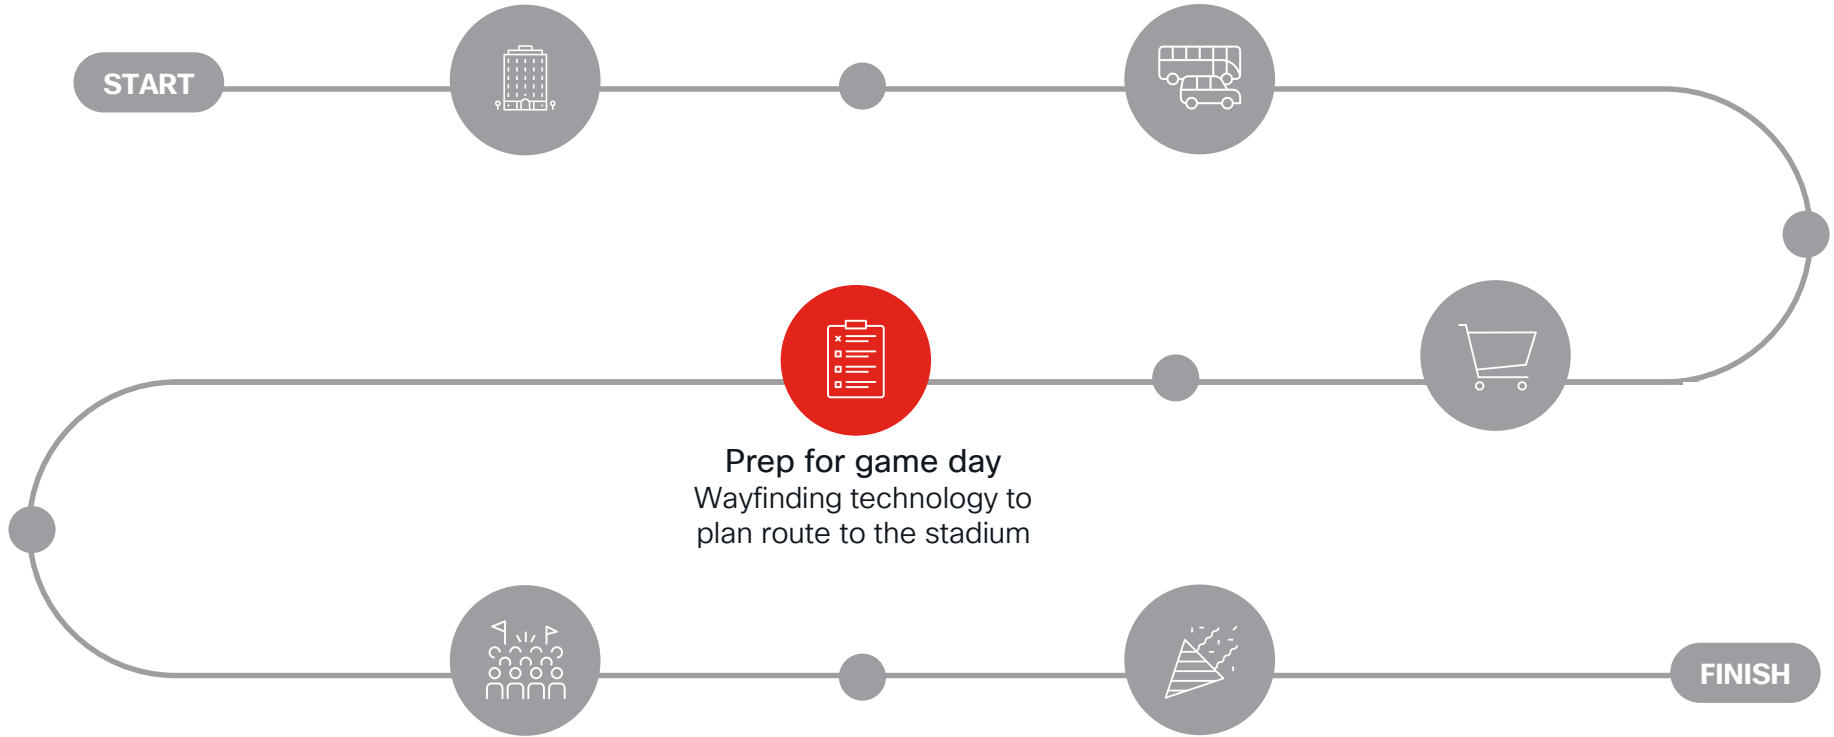 START
Prep for game day
Wayfinding technology to
plan route to the stadium
FINISH